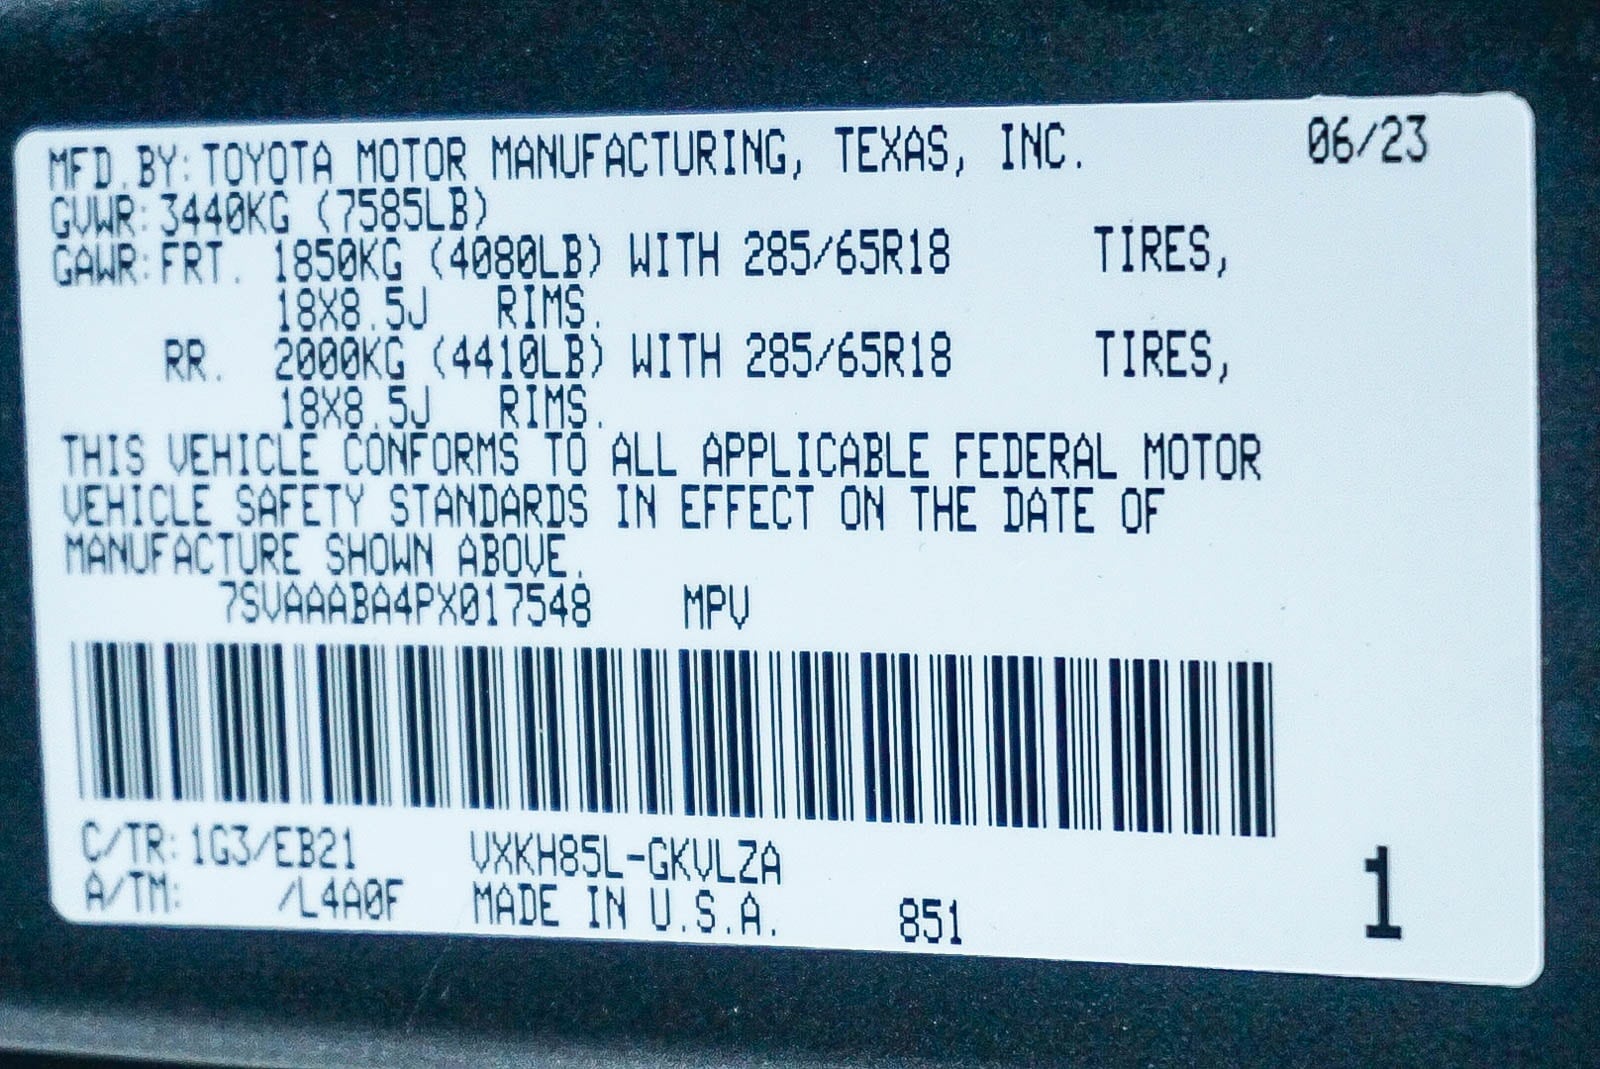 MFD.BY:TOYOTA MOTOR MANUFACTURING, TEXAS, INC. 06/23
GVWR:3440KG (7585LB)
GAWR:FRT. 1850KG (4080LB) WITH 285/65R18 TIRES,
18X8.5J RIMS.
RR. 2000KG (4410LB) WITH 285/65R18 TIRES,
18X8.5J RIMS.
THIS VEHICLE CONFORMS TO ALL APPLICABLE FEDERAL MOTOR
VEHICLE SAFETY STANDARDS IN EFFECT ON THE DATE OF
MANUFACTURE SHOWN ABOVE.
7SVAAABA4PX017548 MPV
C/TR:1G3/EB21 VXKH85L-GKVLZA
A/TM: /L4A0F MADE IN U.S.A. 851 1